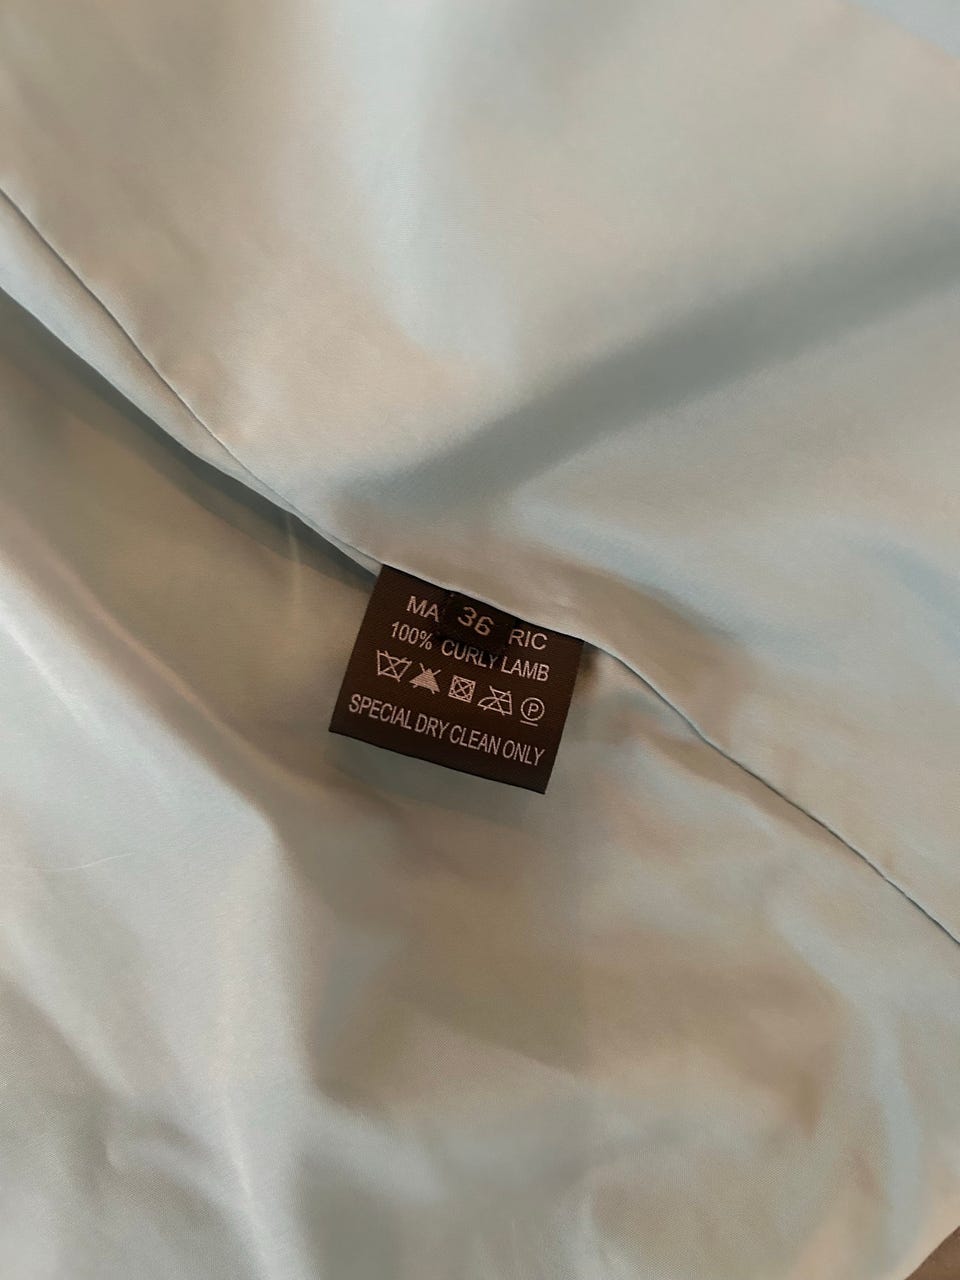 36
MA RIC
100% CURLY LAMB
P
SPECIAL DRY CLEAN ONLY